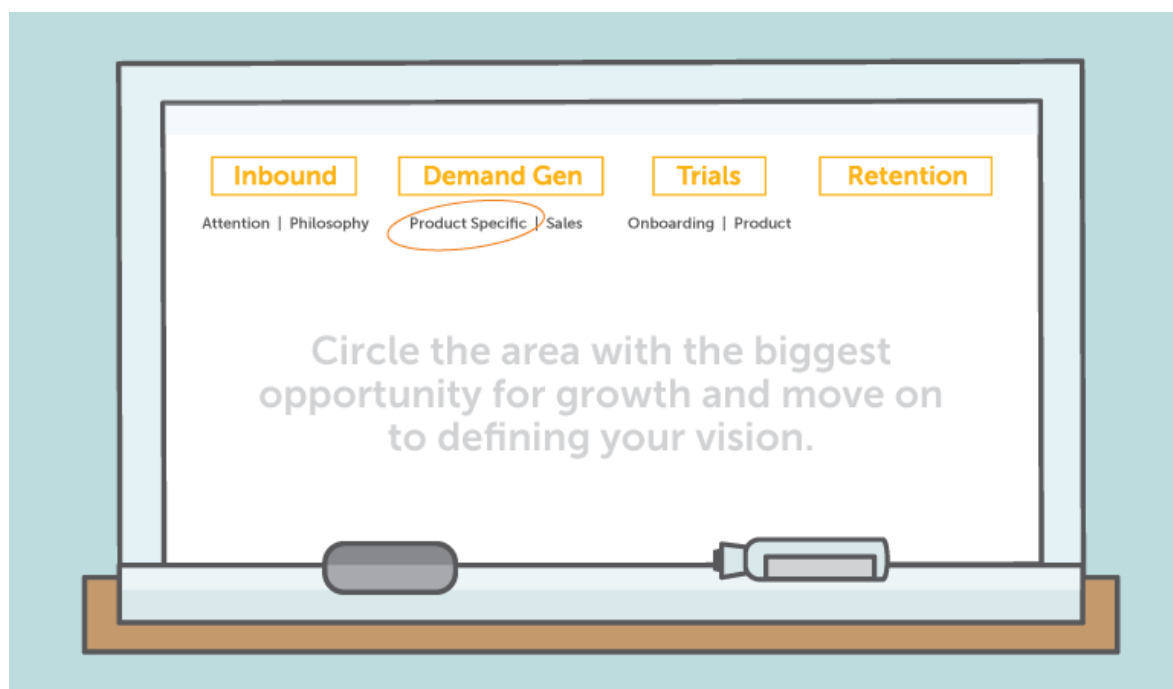 Inbound Demand Gen Trials Retention
Attention | Philosophy Product Specific | Sales Onboarding | Product
Circle the area with the biggest
opportunity for growth and move on
to defining your vision.